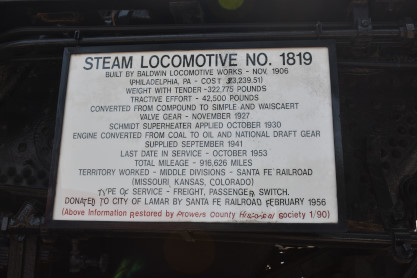 STEAM LOCOMOTIVE NO. 1819
BUILT BY BALDWIN LOCOMOTIVE WORKS - NOV. 1906
(PHILADELPHIA, PA - COST $23,239.51)
WEIGHT WITH TENDER -322,775 POUNDS
TRACTIVE EFFORT - 42,500 POUNDS
CONVERTED FROM COMPOUND TO SIMPLE AND WAISCAERT
VALVE GEAR - NOVEMBER 1927
SCHMIDT SUPERHEATER APPLIED OCTOBER 1930
ENGINE CONVERTED FROM COAL TO OIL AND NATIONAL DRAFT GEAR
SUPPLIED SEPTEMBER 1941
LAST DATE IN SERVICE - OCTOBER 1953
TOTAL MILEAGE - 916,626 MILES
TERRITORY WORKED - MIDDLE DIVISIONS - SANTA FE RAILROAD
(MISSOURI, KANSAS, COLORADO)
TYPE OF SERVICE - FREIGHT, PASSENGER, SWITCH.
DONATED TO CITY OF LAMAR BY SANTA FE RAILROAD FEBRUARY 1956
(Above Information restored by Prowers County Historical Society 1/90)